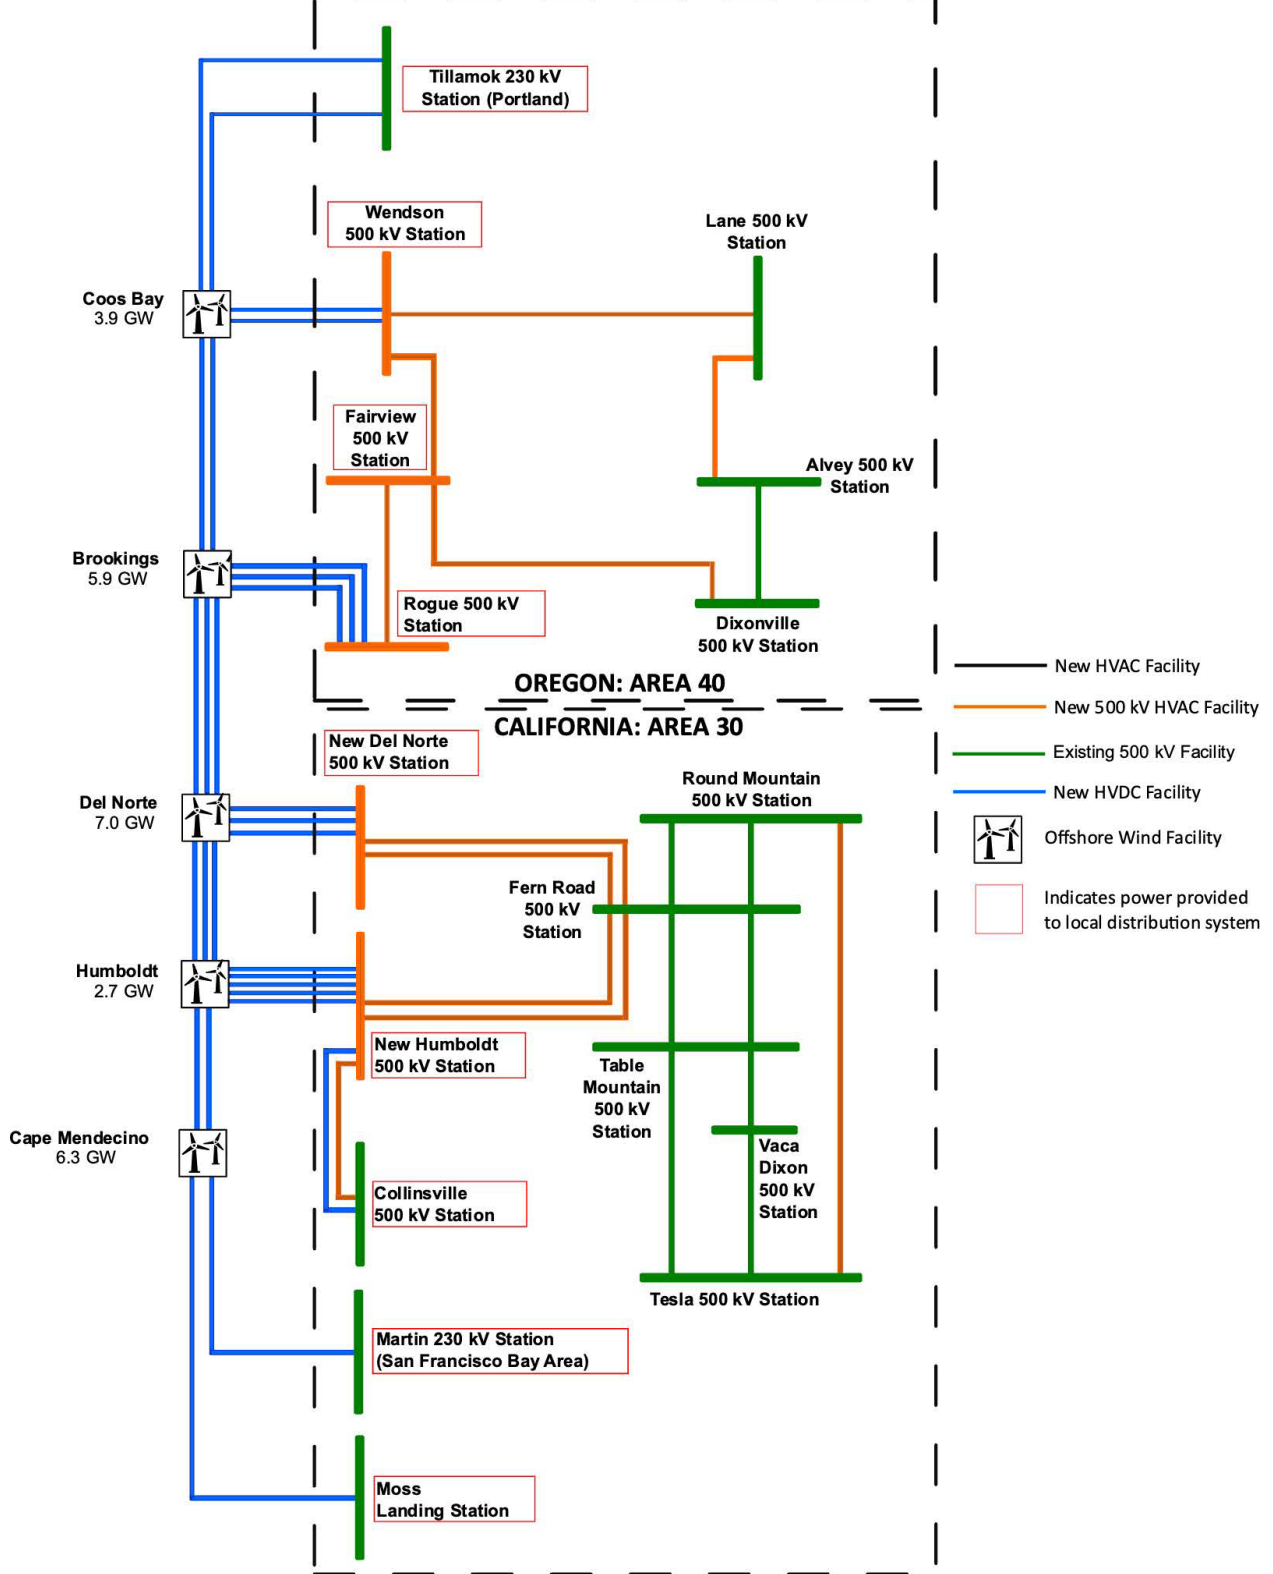 Tillamok 230 kV
Station (Portland)
Wendson
500 kV Station
Lane 500 kV
Station
Coos Bay
3.9 GW
Fairview
500 kV
Station
Alvey 500 kV
Station
Brookings
5.9 GW
Rogue 500 kV
Station
Dixonville
500 kV Station
OREGON: AREA 40
CALIFORNIA: AREA 30
New HVAC Facility
New 500 kV HVAC Facility
Existing 500 kV Facility
New HVDC Facility
Offshore Wind Facility
Indicates power provided
to local distribution system
New Del Norte
500 kV Station
Round Mountain
500 kV Station
Del Norte
7.0 GW
Fern Road
500 kV
Station
Humboldt
2.7 GW
New Humboldt
500 kV Station
Table
Mountain
500 kV
Station
Cape Mendecino
6.3 GW
Vaca
Dixon
500 kV
Station
Collinsville
500 kV Station
Tesla 500 kV Station
Martin 230 kV Station
(San Francisco Bay Area)
Moss
Landing Station